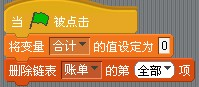 当 被点击
将变量 合计 的值设定为 0
删除链表 账单 的第 全部 项